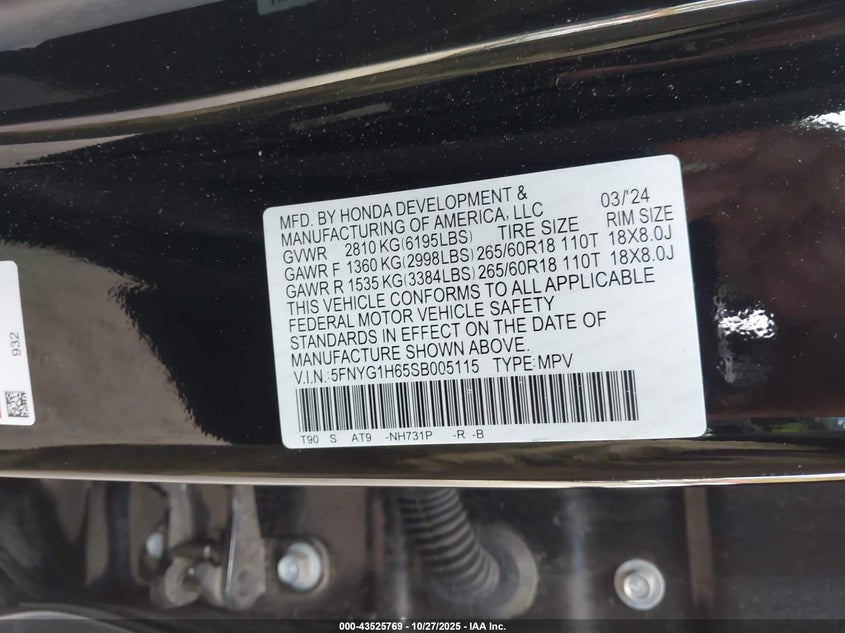 MFD. BY HONDA DEVELOPMENT & 03/'24
MANUFACTURING OF AMERICA, LLC
GVWR 2810 KG(6195LBS) TIRE SIZE RIM SIZE
GAWR F 1360 KG(2998LBS) 265/60R18 110T 18X8.0J
GAWR R 1535 KG(3384LBS) 265/60R18 110T 18X8.0J
THIS VEHICLE CONFORMS TO ALL APPLICABLE
FEDERAL MOTOR VEHICLE SAFETY
STANDARDS IN EFFECT ON THE DATE OF
MANUFACTURE SHOWN ABOVE.
V.I.N.:5FNYG1H65SB005115 TYPE:MPV
T90 S AT9 -NH731P -R -B
932
000-43525769 - 10/27/2025 - IAA Inc.